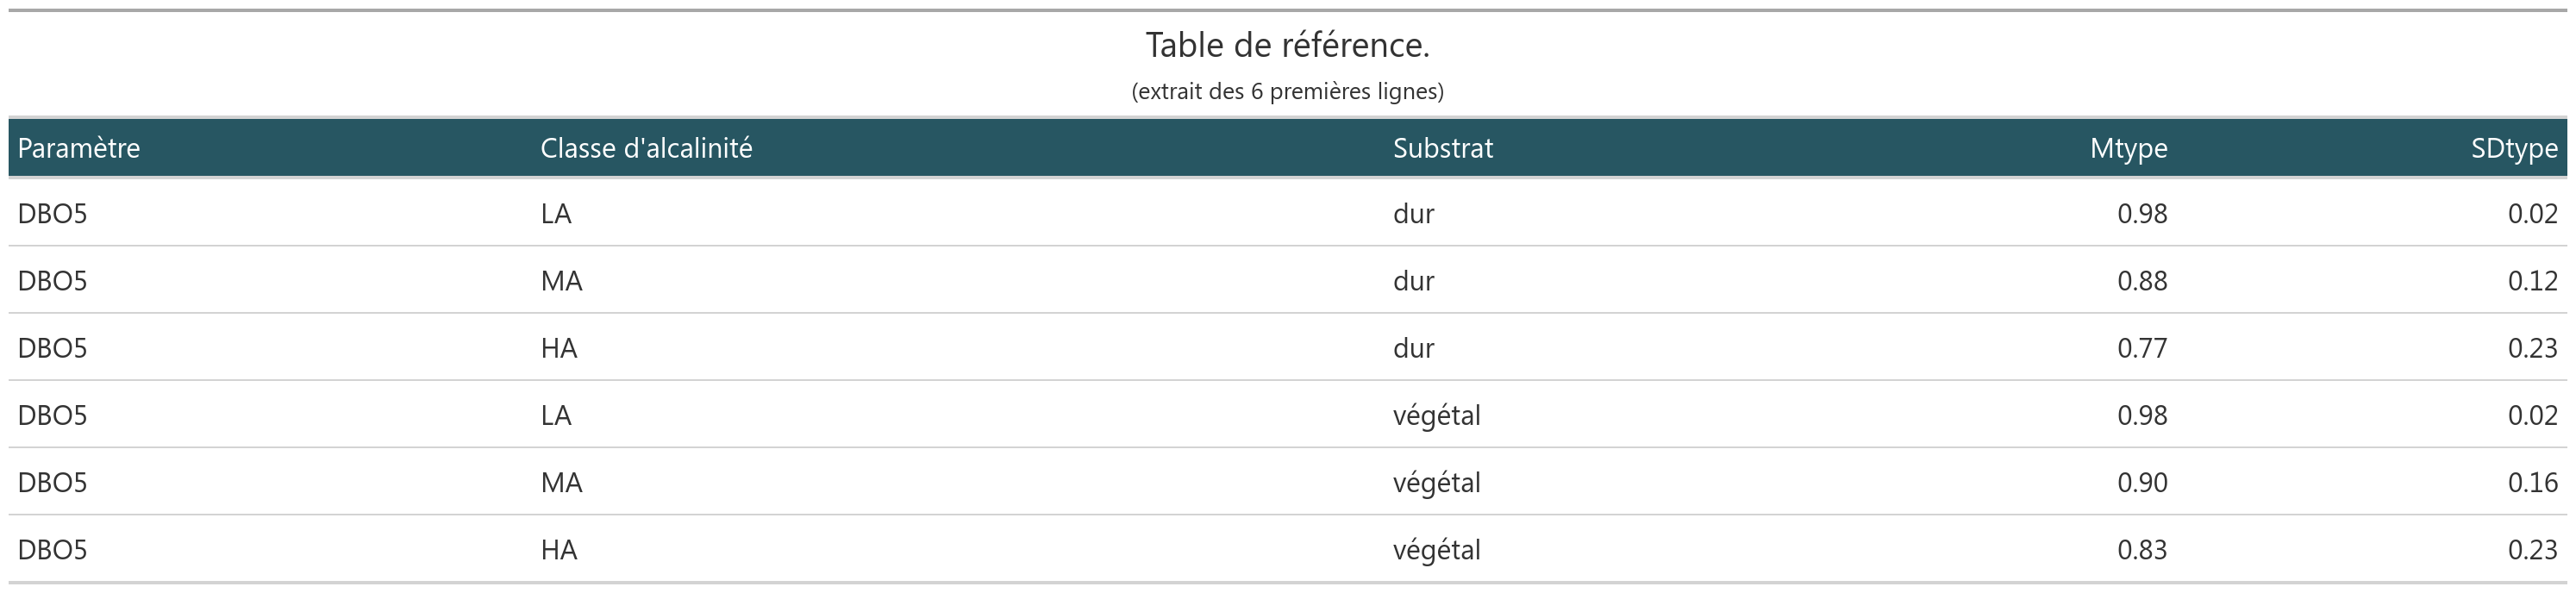 Table de référence.
(extrait des 6 premières lignes)
Paramètre Classe d'alcalinité Substrat Mtype SDtype
DBO5 LA dur 0.98 0.02
DBO5 MA dur 0.88 0.12
DBO5 HA dur 0.77 0.23
DBO5 LA végétal 0.98 0.02
DBO5 MA végétal 0.90 0.16
DBO5 HA végétal 0.83 0.23